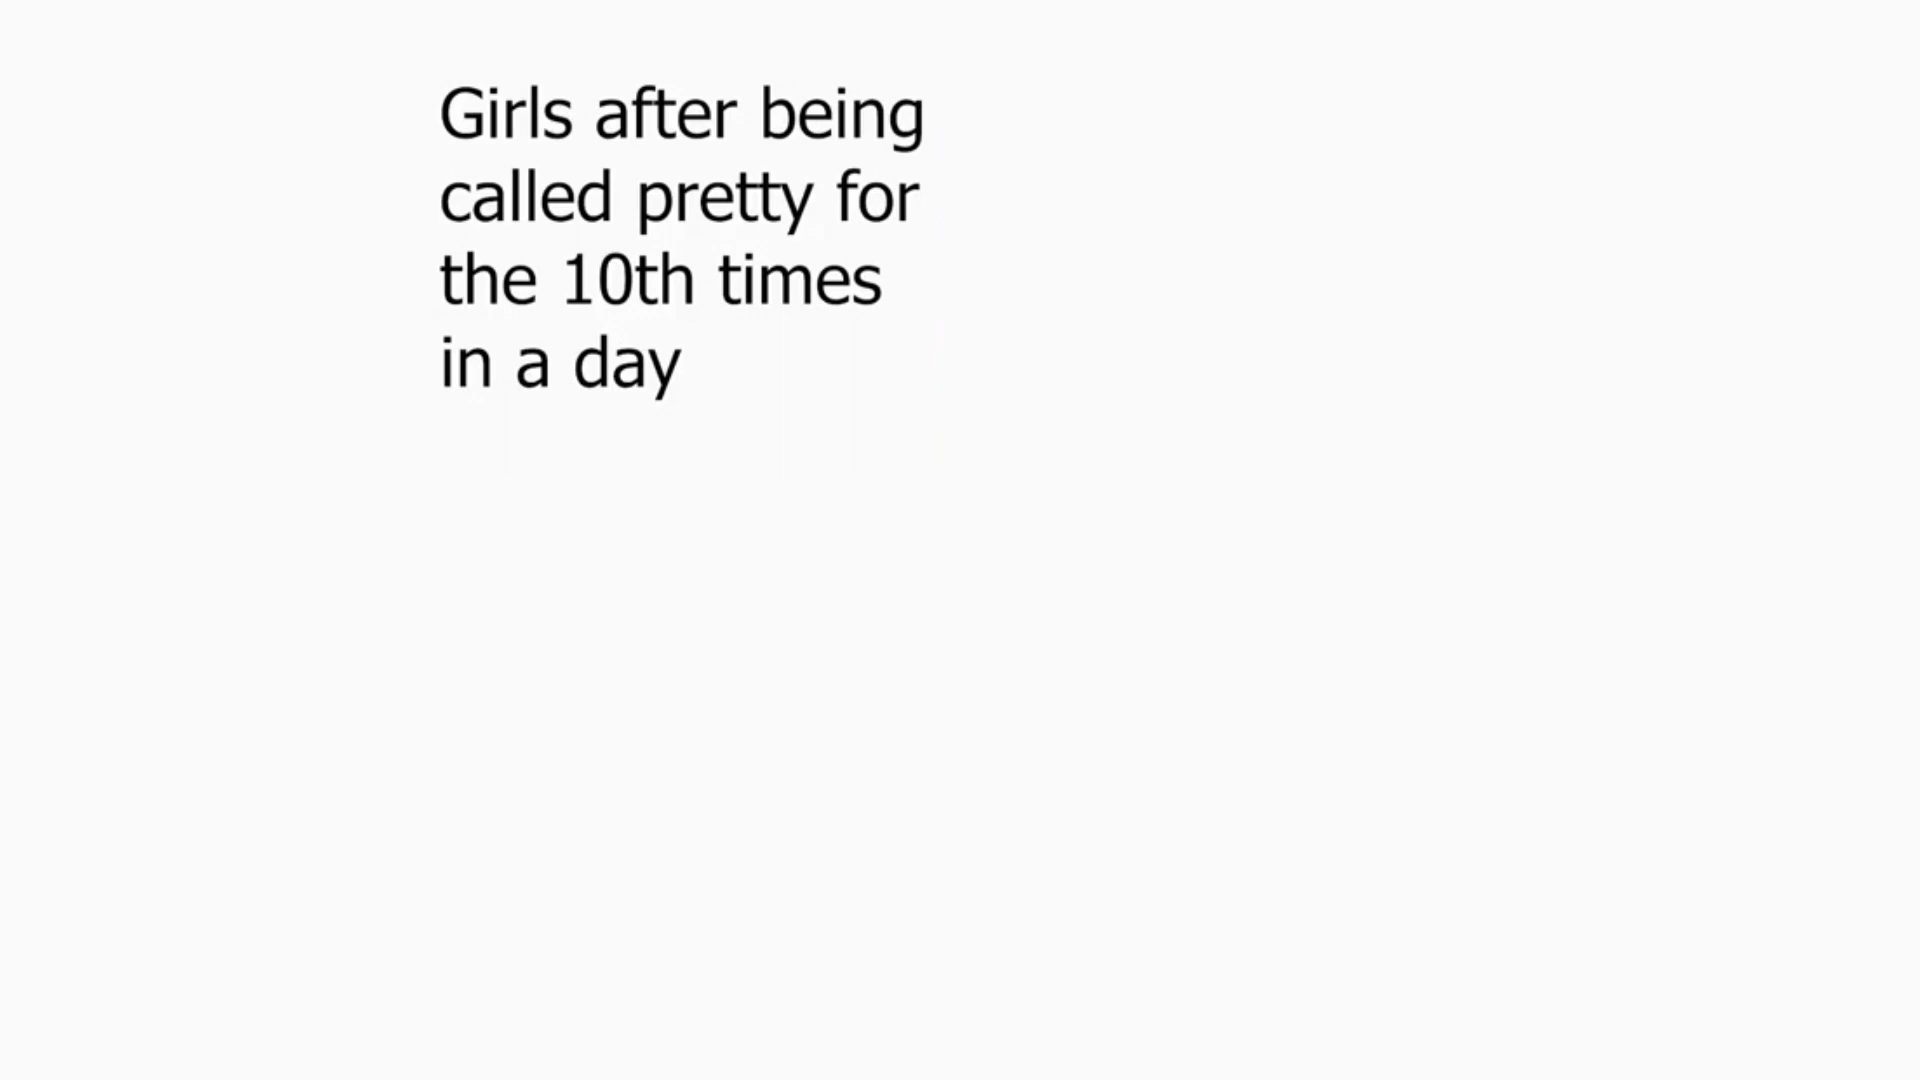 Girls after being
called pretty for
the 10th times
in a day